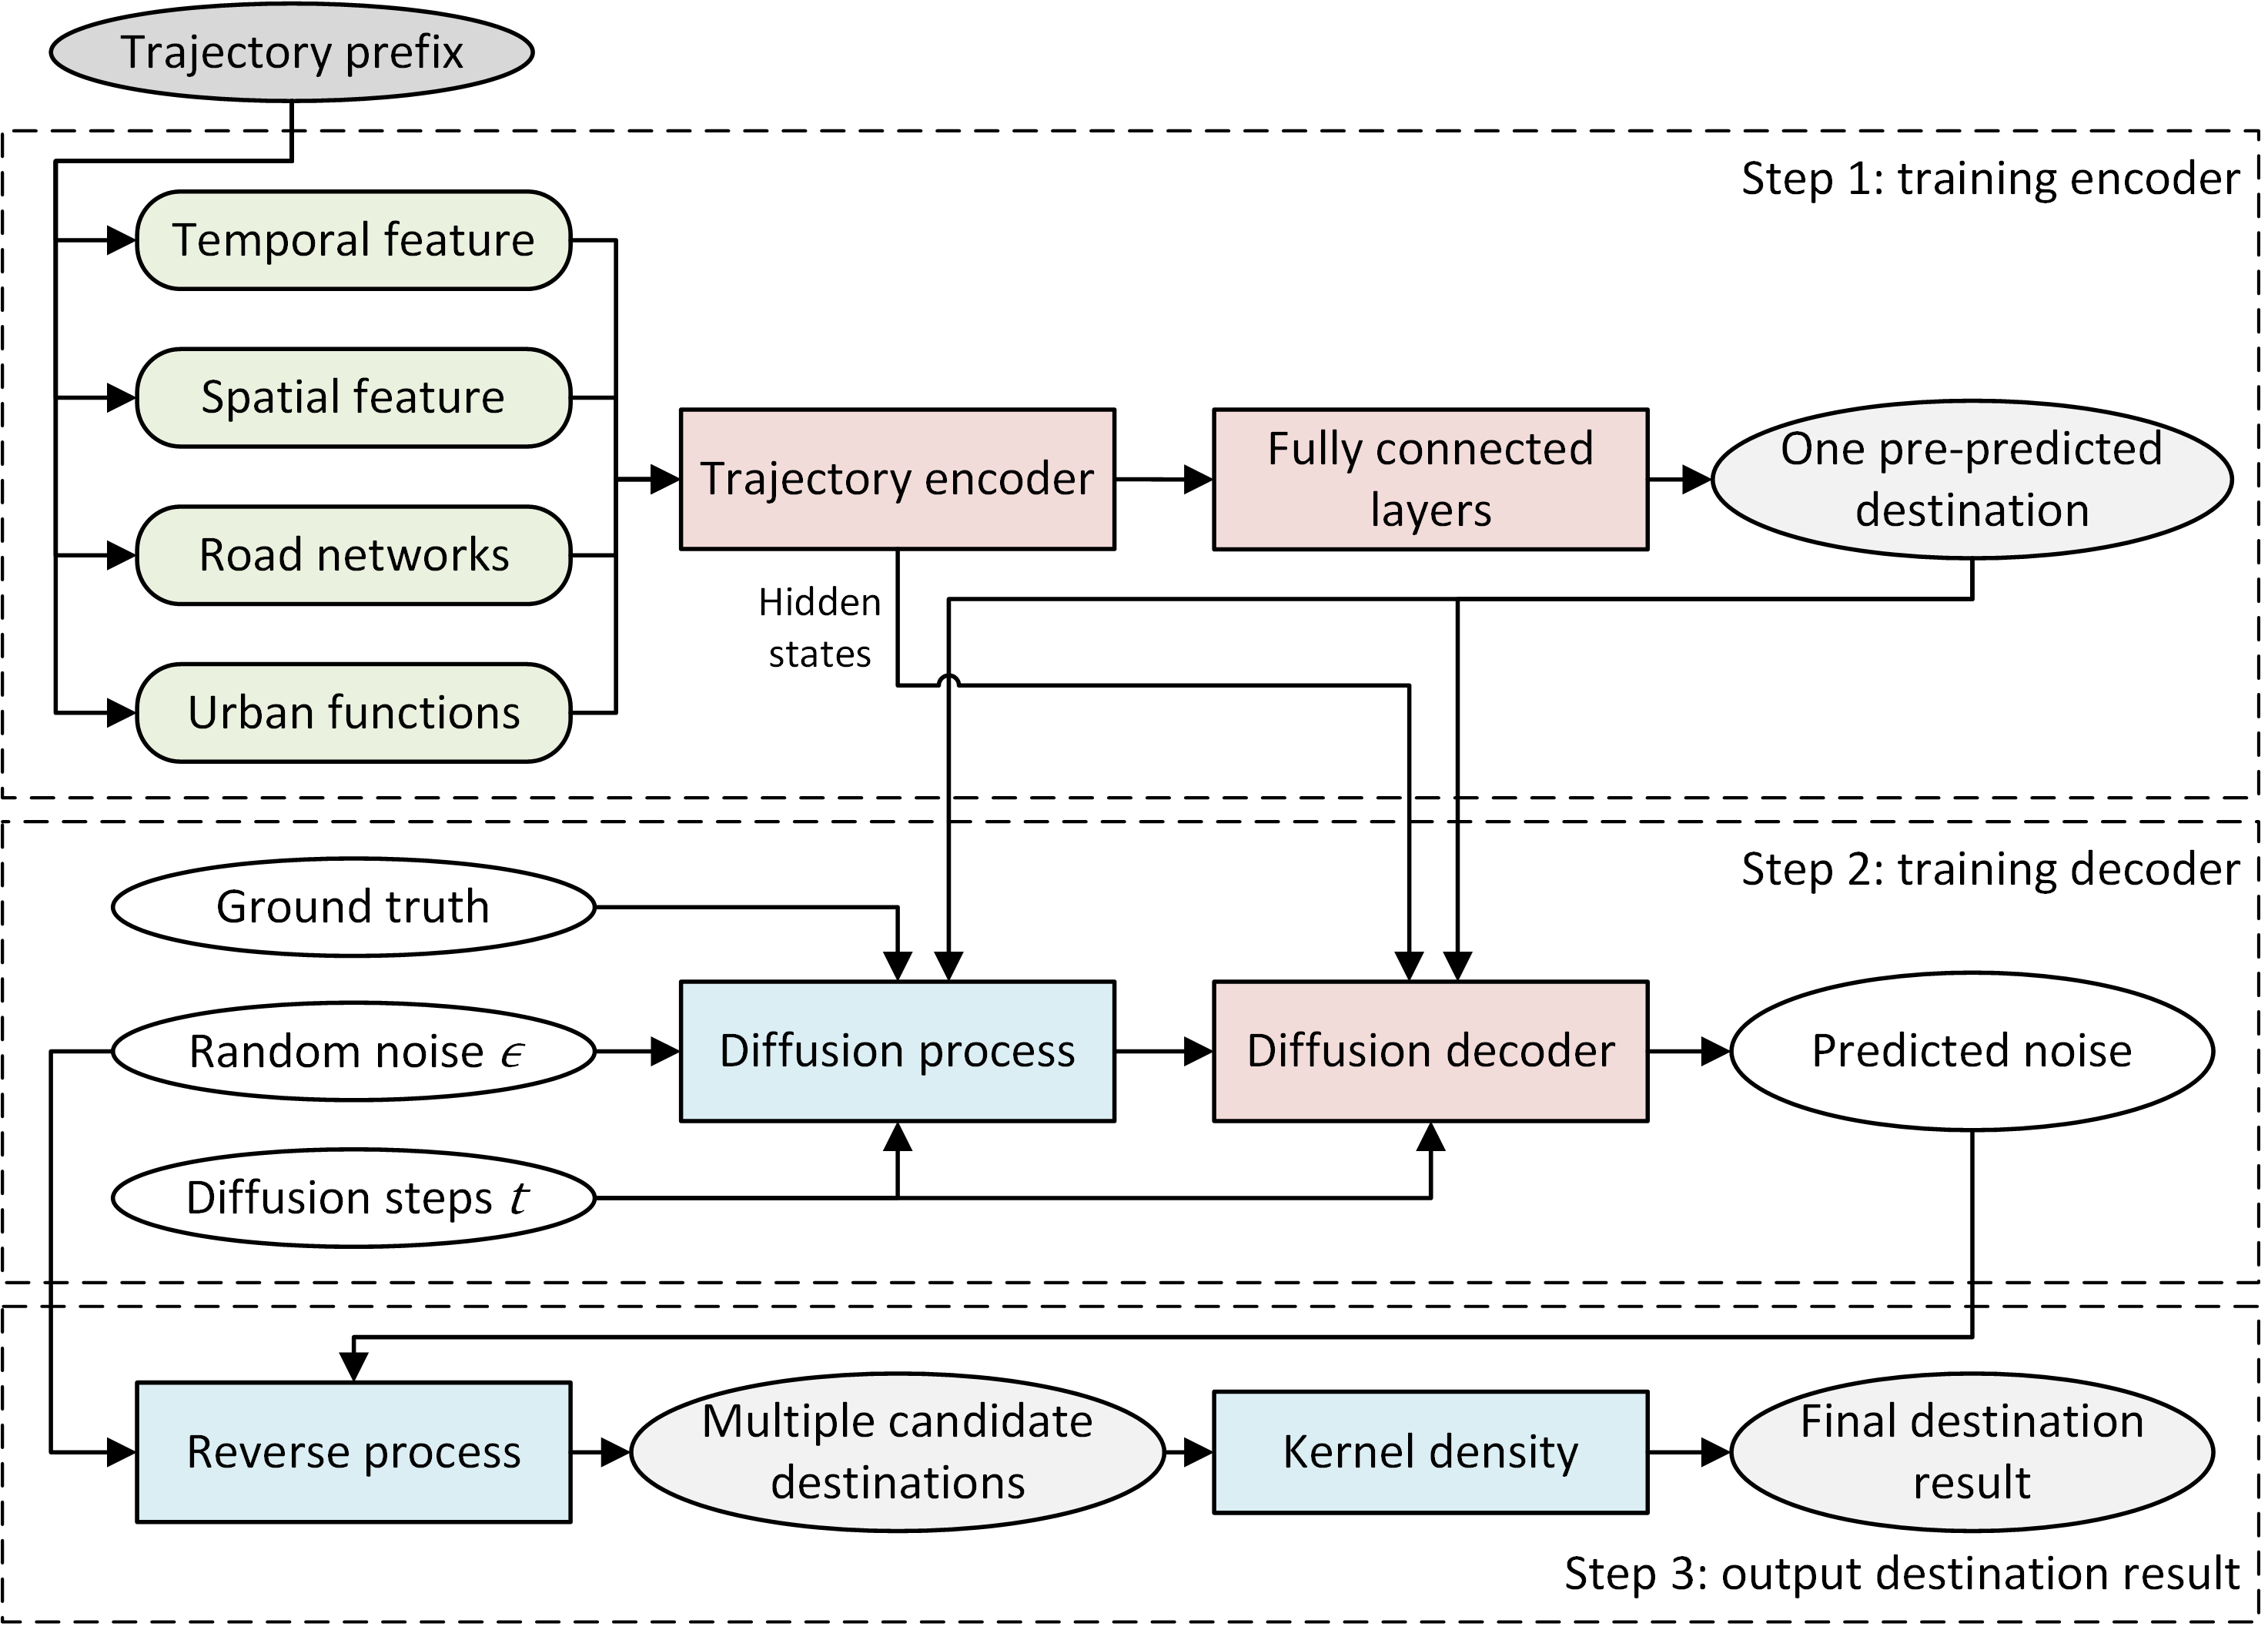 Trajectory prefix
Step 1: training encoder
Temporal feature
Spatial feature
Road networks
Urban functions
Trajectory encoder
Fully connected
layers
One pre-predicted
destination
Hidden
states
Step 2: training decoder
Ground truth
Random noise ϵ
Diffusion steps t
Diffusion process
Diffusion decoder
Predicted noise
Reverse process
Multiple candidate
destinations
Kernel density
Final destination
result
Step 3: output destination result